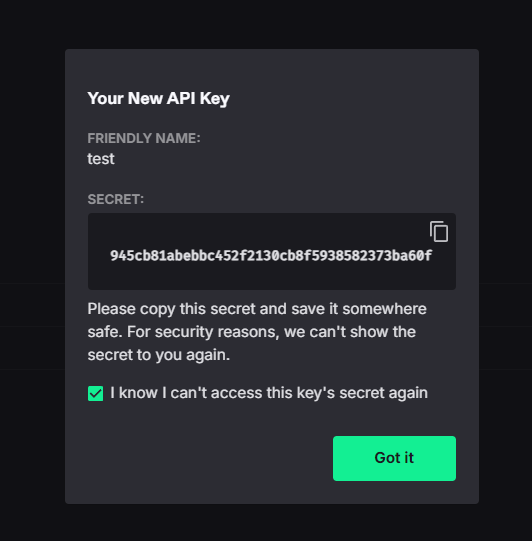 Your New API Key
FRIENDLY NAME:
test
SECRET:
945cb81abebbc452f2130cb8f5938582373ba60f
Please copy this secret and save it somewhere
safe. For security reasons, we can't show the
secret to you again.
I know I can't access this key's secret again
Got it